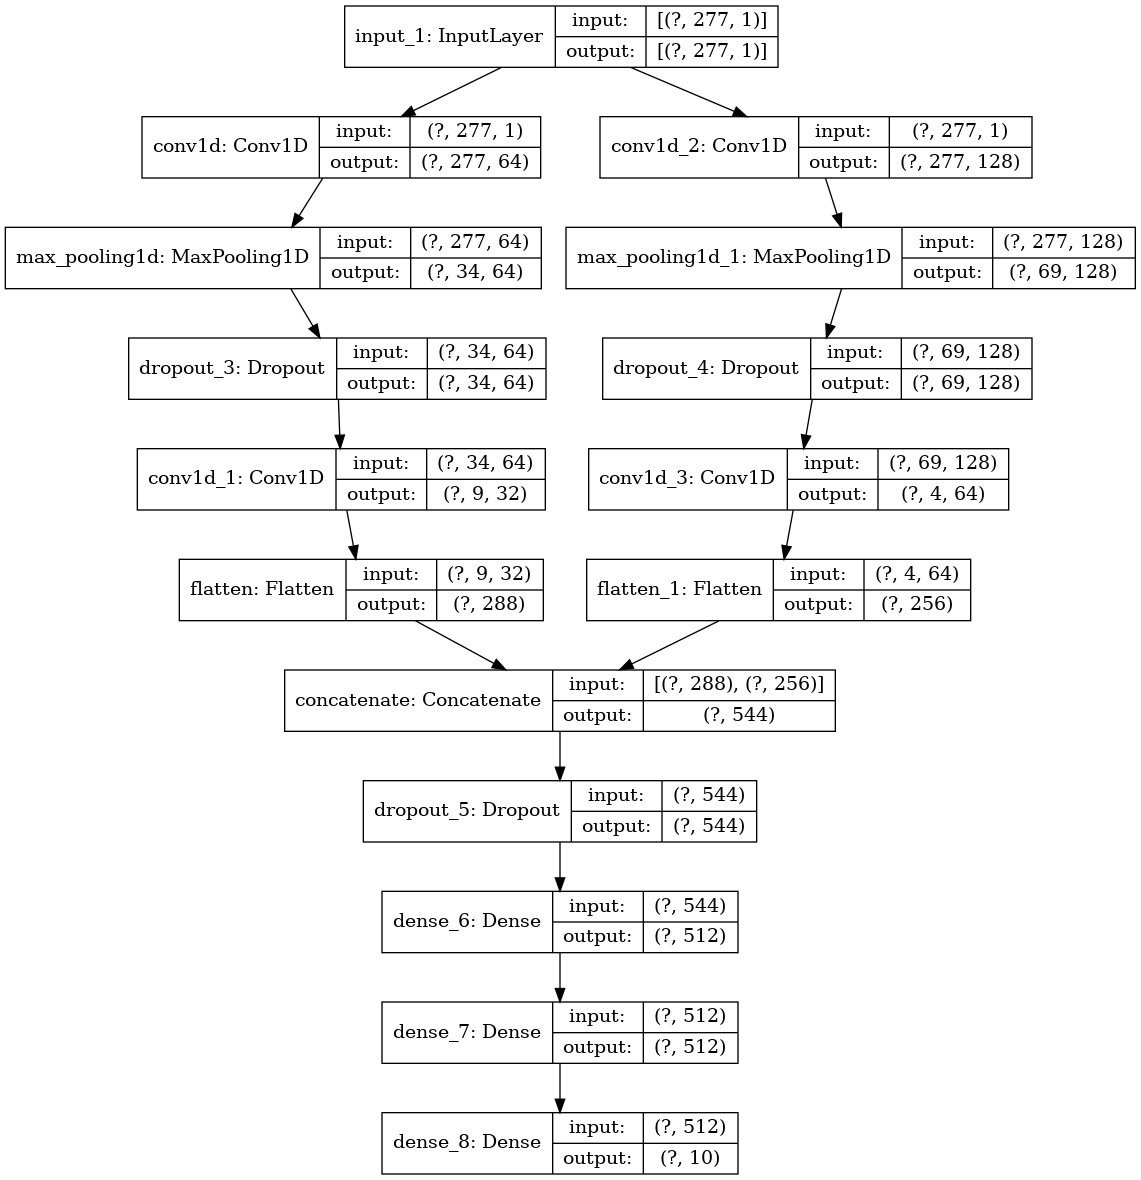 input_1: InputLayer
input: [(?, 277, 1)]
output: [(?, 277, 1)]
conv1d: Conv1D
input: (?, 277, 1)
output: (?, 277, 64)
conv1d_2: Conv1D
input: (?, 277, 1)
output: (?, 277, 128)
max_pooling1d: MaxPooling1D
input: (?, 277, 64)
output: (?, 34, 64)
max_pooling1d_1: MaxPooling1D
input: (?, 277, 128)
output: (?, 69, 128)
dropout_3: Dropout
input: (?, 34, 64)
output: (?, 34, 64)
dropout_4: Dropout
input: (?, 69, 128)
output: (?, 69, 128)
conv1d_1: Conv1D
input: (?, 34, 64)
output: (?, 9, 32)
conv1d_3: Conv1D
input: (?, 69, 128)
output: (?, 4, 64)
flatten: Flatten
input: (?, 9, 32)
output: (?, 288)
flatten_1: Flatten
input: (?, 4, 64)
output: (?, 256)
concatenate: Concatenate
input: [(?, 288), (?, 256)]
output: (?, 544)
dropout_5: Dropout
input: (?, 544)
output: (?, 544)
dense_6: Dense
input: (?, 544)
output: (?, 512)
dense_7: Dense
input: (?, 512)
output: (?, 512)
dense_8: Dense
input: (?, 512)
output: (?, 10)